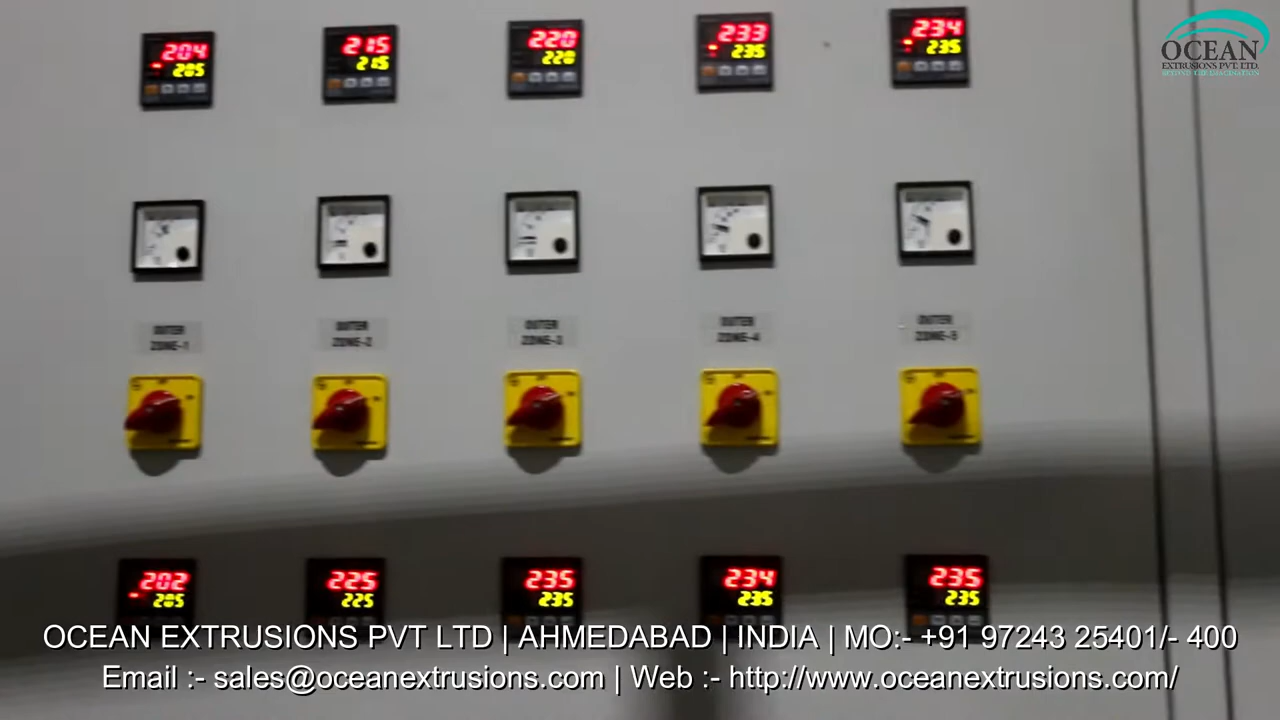 204
205
215
215
220
220
233
235
234
235
OCEAN
EXTRUSIONS PVT. LTD.
BEYOND THE IMAGINATION
OUTER
ZONE-1
OUTER
ZONE-2
OUTER
ZONE-3
OUTER
ZONE-4
OUTER
ZONE-5
202
205
225
225
235
235
234
235
235
235
OCEAN EXTRUSIONS PVT LTD | AHMEDABAD | INDIA | MO:- +91 97243 25401/- 400
Email :- sales@oceanextrusions.com | Web :- http://www.oceanextrusions.com/